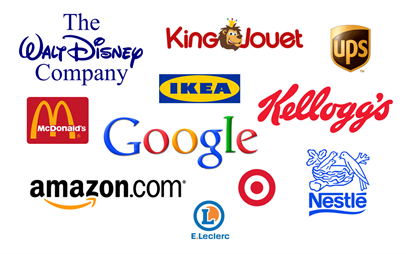 The
Walt Disney
Company
King Jouet
ups
IKEA
McDonald's
Kellogg's
Google
amazon.com
Nestlé
E.Leclerc